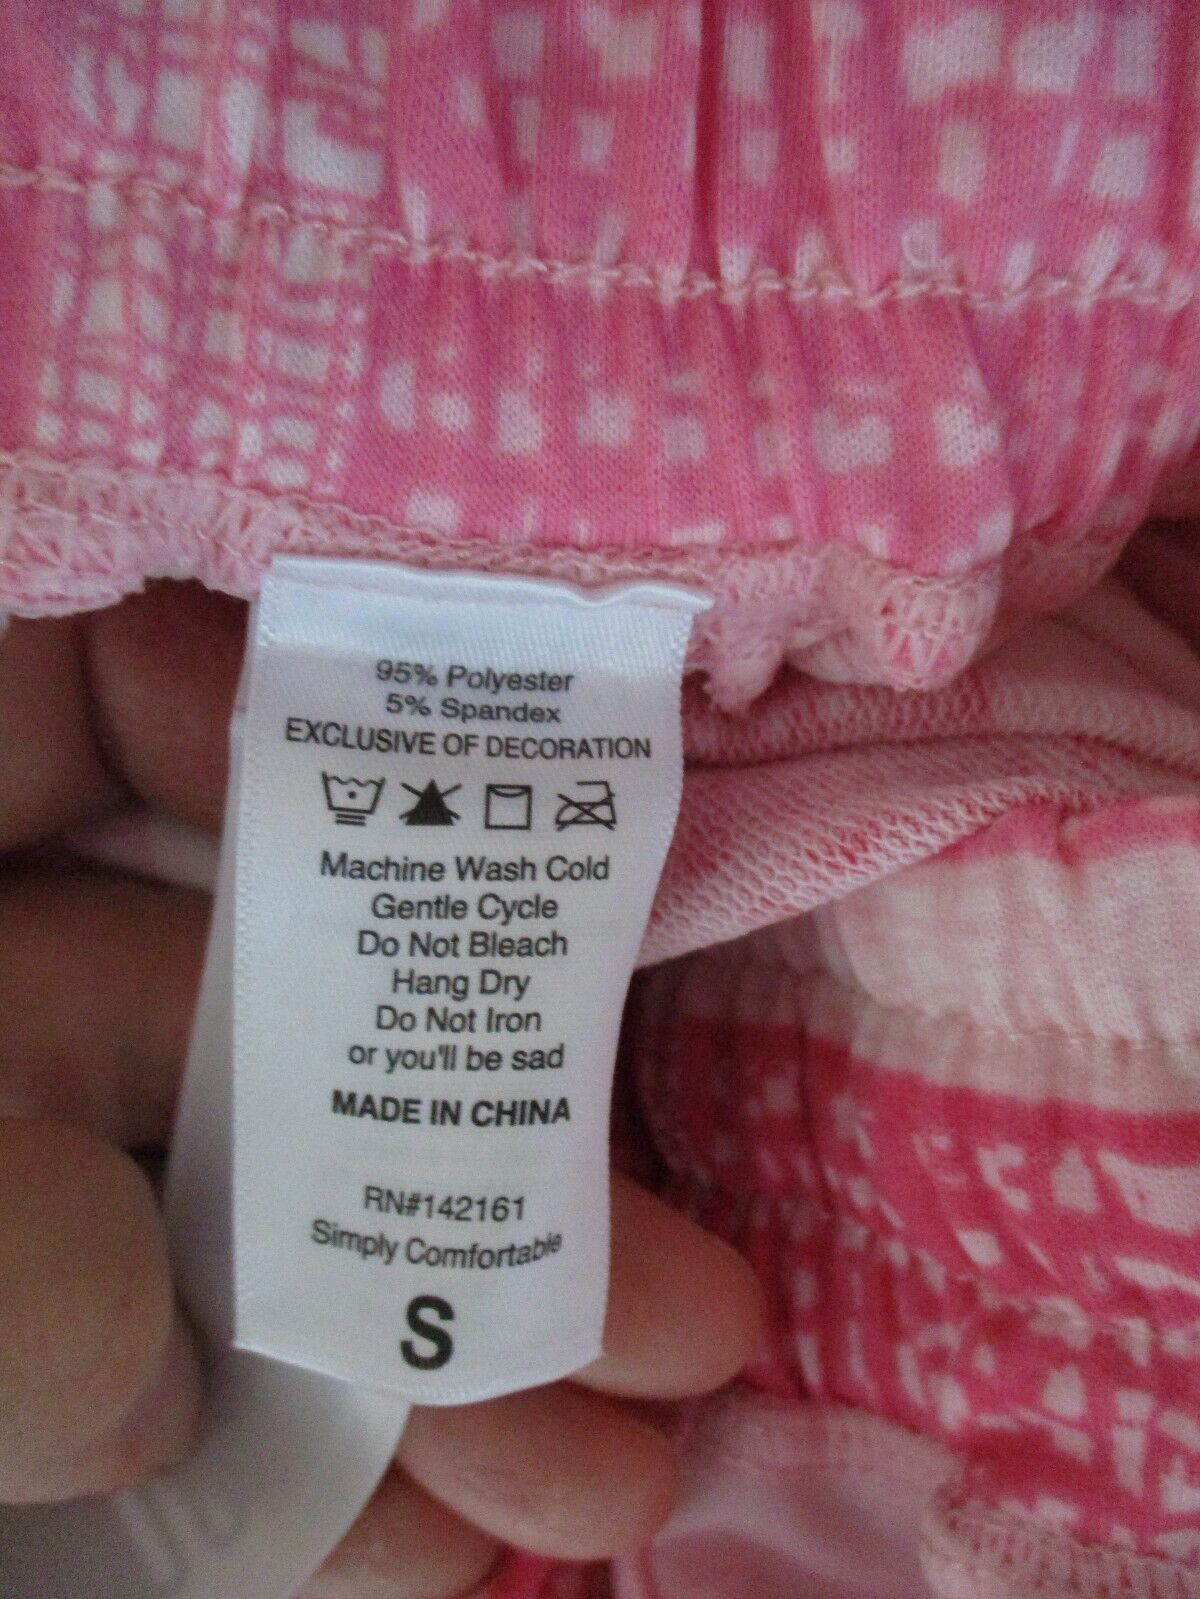 95% Polyester
5% Spandex
EXCLUSIVE OF DECORATION
Machine Wash Cold
Gentle Cycle
Do Not Bleach
Hang Dry
Do Not Iron
or you'll be sad
MADE IN CHINA
RN#142161
Simply Comfortable
S